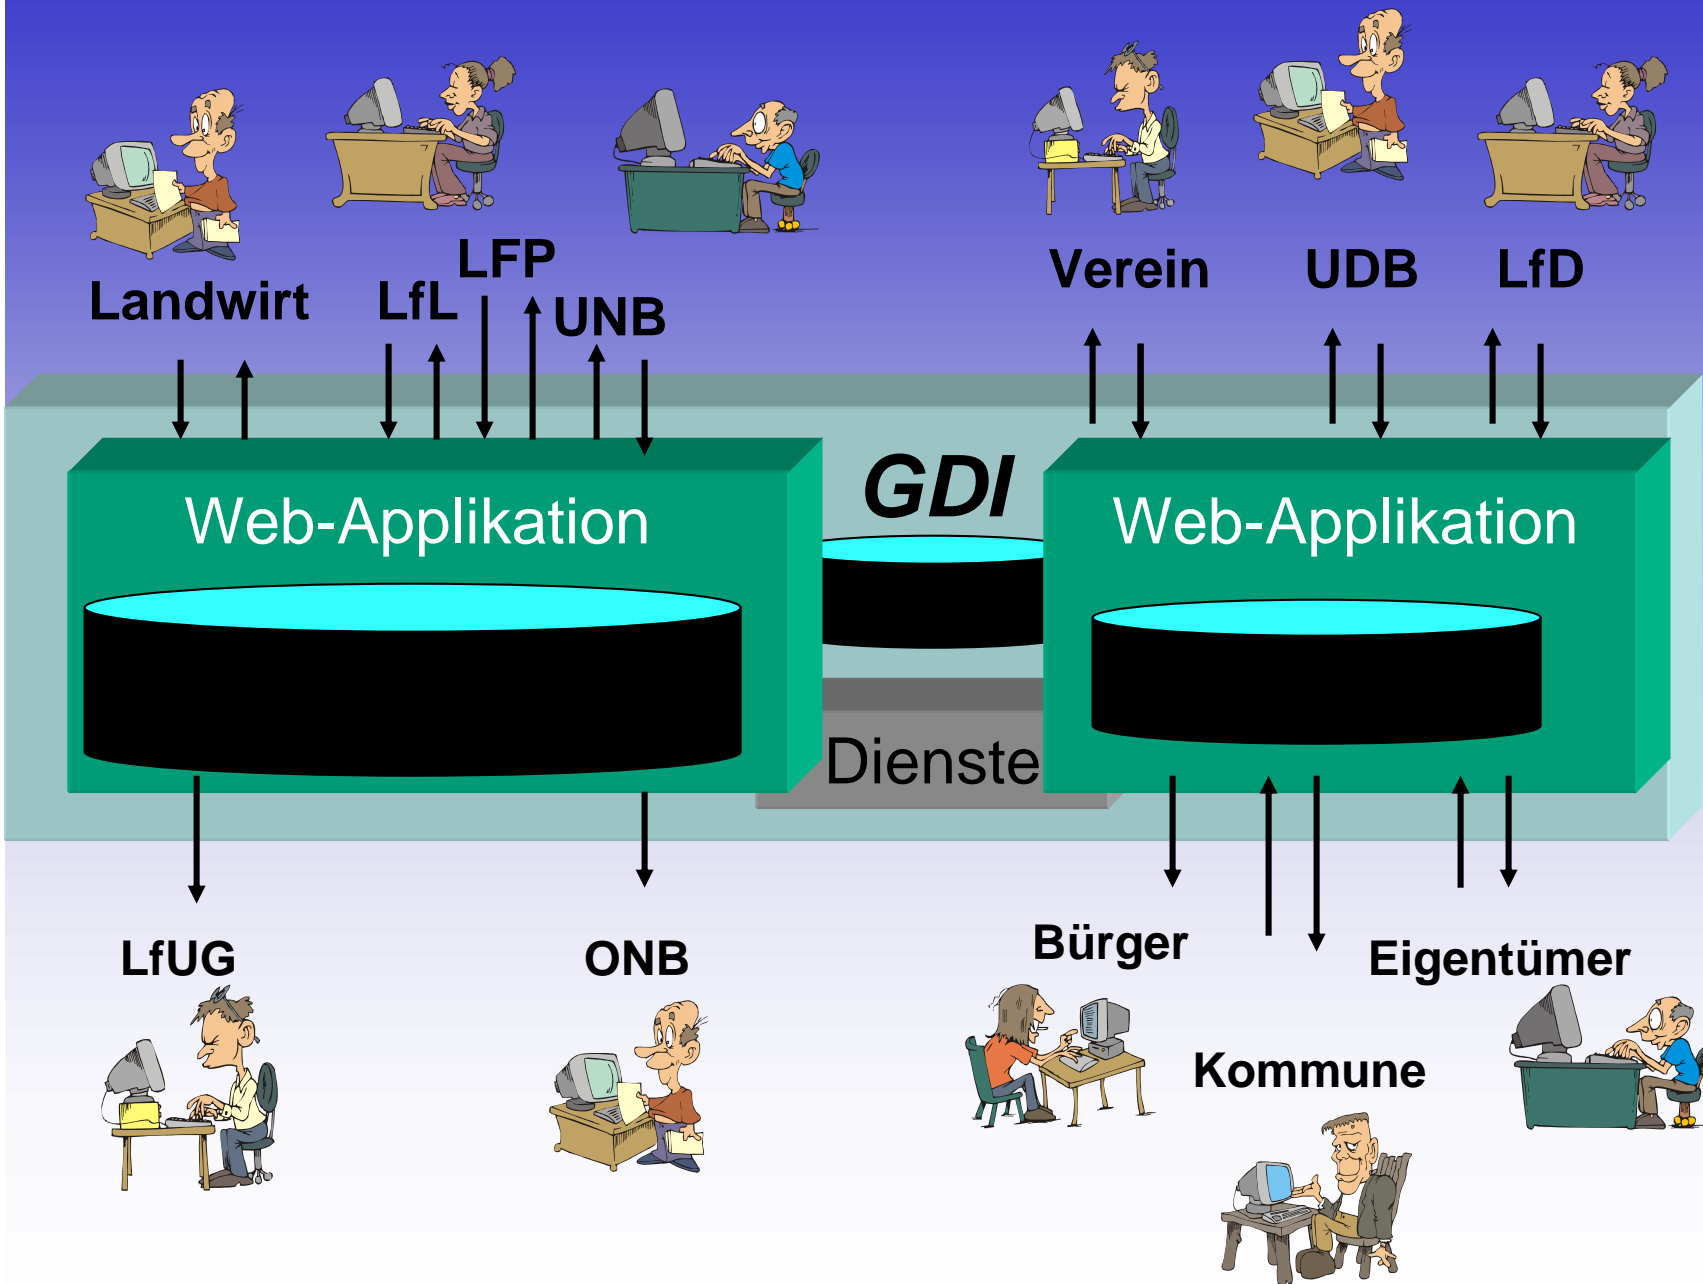 LFP
Verein UDB LfD
Landwirt LfL UNB
GDI
Web-Applikation Web-Applikation
Dienste
Bürger
LfUG ONB Eigentümer
Kommune